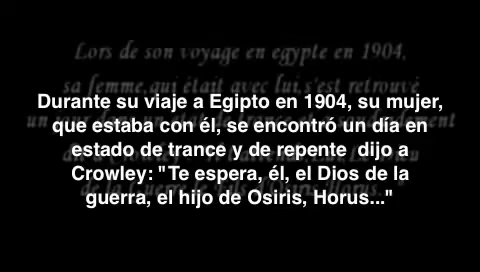 Lors de son voyage en egypte en 1904,
sa femme, qui était avec lui, s'est retrouvé
Durante su viaje a Egipto en 1904, su mujer,
que estaba con él, se encontró un día en
estado de trance y de repente dijo a
Crowley: "Te espera, él, el Dios de la
guerra, el hijo de Osiris, Horus..."